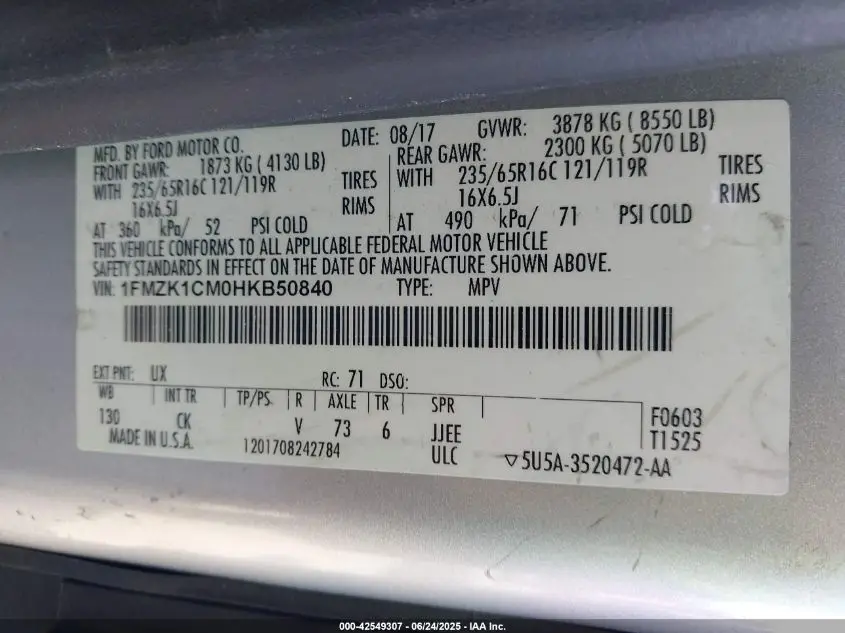 MFD. BY FORD MOTOR CO. DATE: 08/17 GVWR: 3878 KG ( 8550 LB)
FRONT GAWR: 1873 KG ( 4130 LB) REAR GAWR: 2300 KG ( 5070 LB)
WITH 235/65R16C 121/119R TIRES WITH 235/65R16C 121/119R TIRES
16X6.5J RIMS 16X6.5J RIMS
AT 360 kPa/ 52 PSI COLD AT 490 kPa/ 71 PSI COLD
THIS VEHICLE CONFORMS TO ALL APPLICABLE FEDERAL MOTOR VEHICLE
SAFETY STANDARDS IN EFFECT ON THE DATE OF MANUFACTURE SHOWN ABOVE.
VIN: 1FMZK1CM0HKB50840 TYPE: MPV
EXT PNT: UX RC: 71 DSO:
WB INT TR TP/PS R AXLE TR SPR
130 CK V 73 6 JJEE F0603
MADE IN U.S.A. 1201708242784 ULC T1525
▽5U5A-3520472-AA
000-42549307 - 06/24/2025 - IAA Inc.